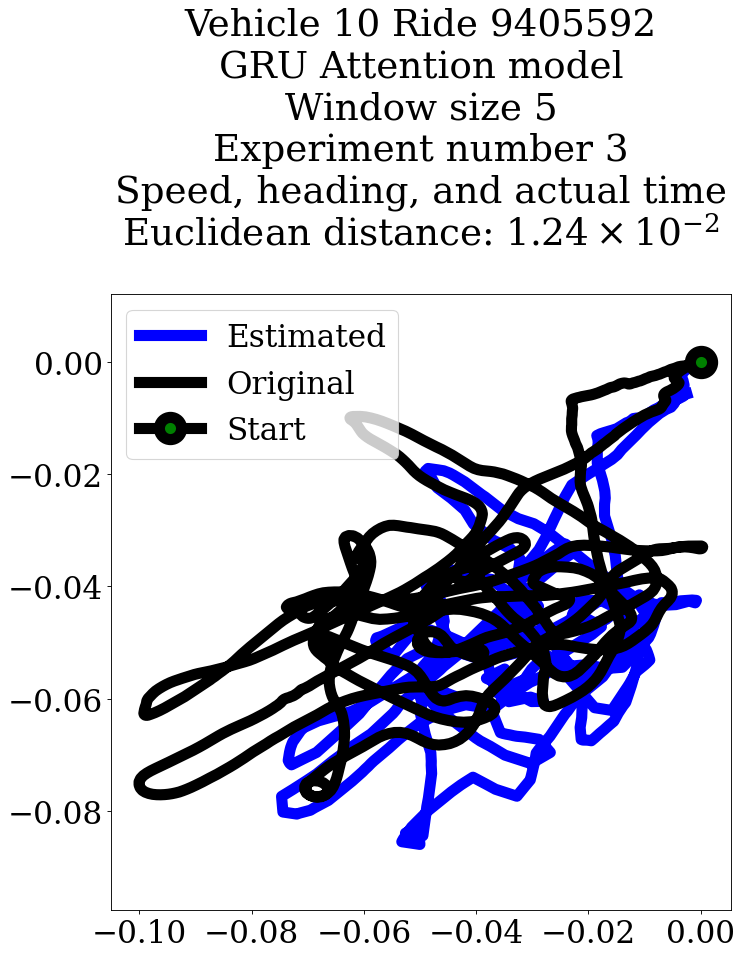 Vehicle 10 Ride 9405592
GRU Attention model
Window size 5
Experiment number 3
Speed, heading, and actual time
Euclidean distance: 1.24 × 10⁻²
Estimated
Original
Start
0.00
−0.02
−0.04
−0.06
−0.08
−0.10 −0.08 −0.06 −0.04 −0.02 0.00